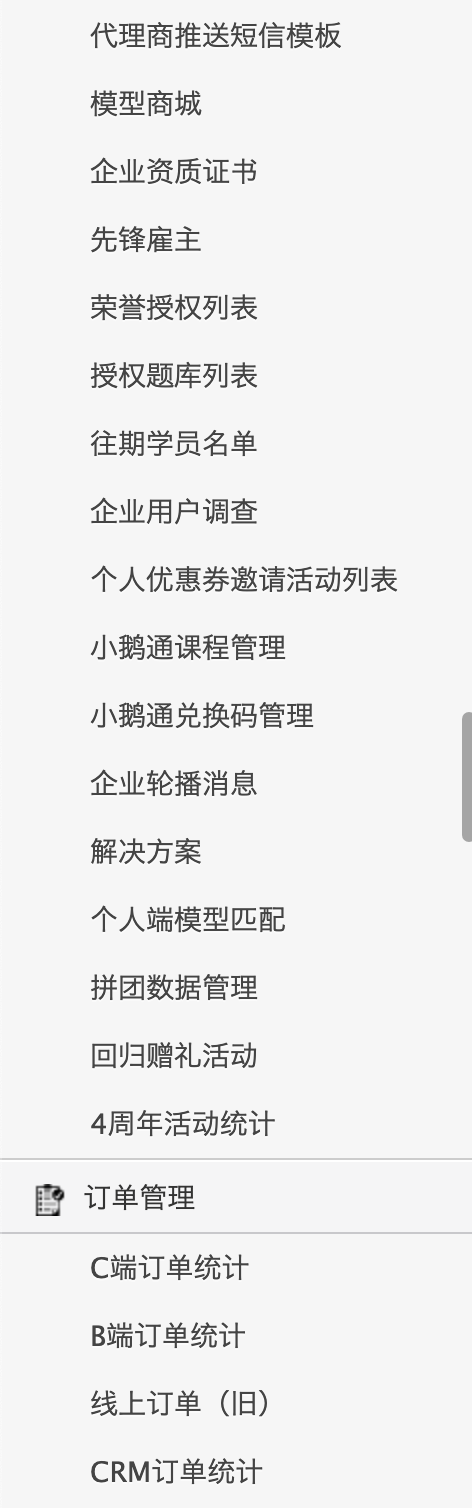 代理商推送短信模板
模型商城
企业资质证书
先锋雇主
荣誉授权列表
授权题库列表
往期学员名单
企业用户调查
个人优惠券邀请活动列表
小鹅通课程管理
小鹅通兑换码管理
企业轮播消息
解决方案
个人端模型匹配
拼团数据管理
回归赠礼活动
4周年活动统计
订单管理
C端订单统计
B端订单统计
线上订单（旧）
CRM订单统计